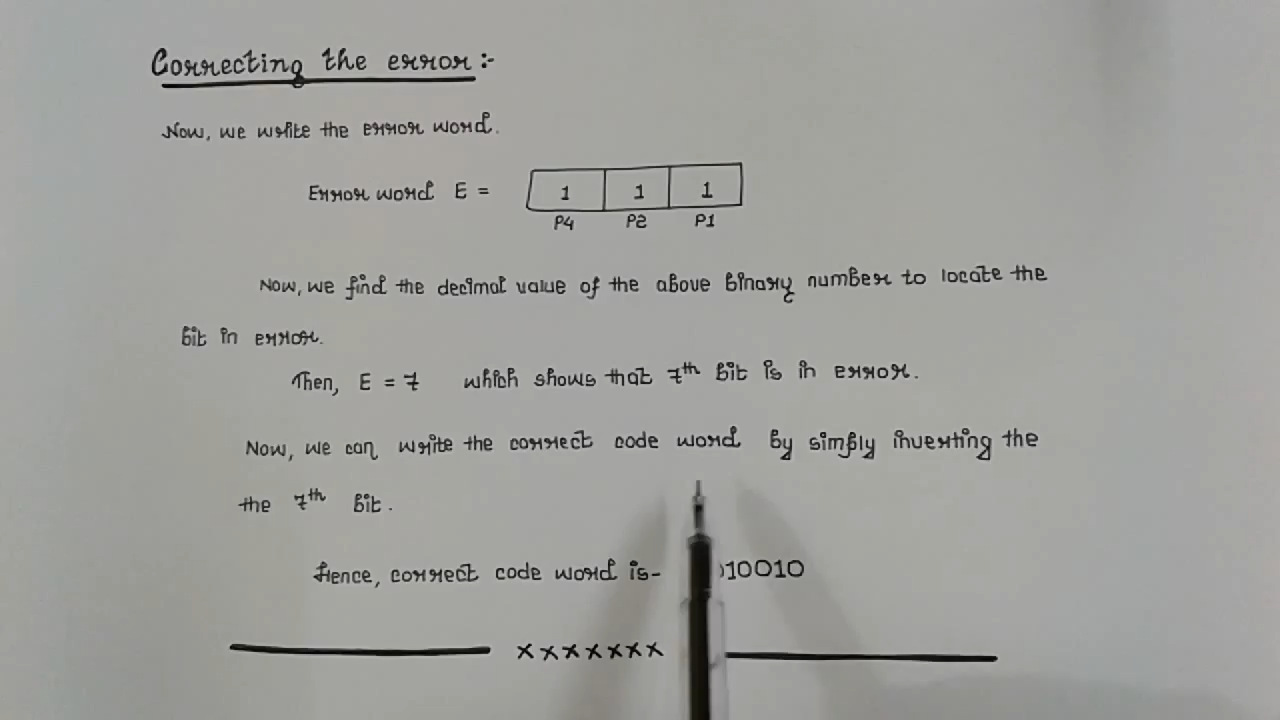 Correcting the error :-
Now, we write the error word.
Error word E = 1 1 1
P4 P2 P1
Now, we find the decimal value of the above binary number to locate the
bit in error.
Then, E = 7 which shows that 7th bit is in error.
Now, we can write the correct code word by simply inverting the
the 7th bit.
Hence, correct code word is- 10010
xxxxxxx